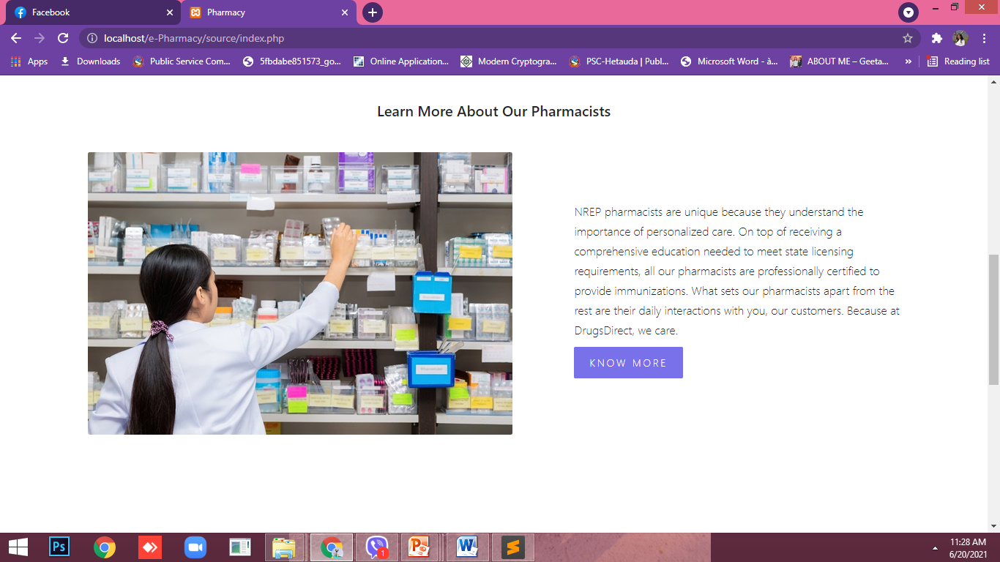 Facebook
Pharmacy
localhost/e-Pharmacy/source/index.php
Apps
Downloads
Public Service Com...
5fbdabe851573_go...
Online Application...
Modern Cryptogra...
PSC-Hetauda | Publ...
Microsoft Word - à...
ABOUT ME – Geeta...
»
Reading list
Learn More About Our Pharmacists
NREP pharmacists are unique because they understand the
importance of personalized care. On top of receiving a
comprehensive education needed to meet state licensing
requirements, all our pharmacists are professionally certified to
provide immunizations. What sets our pharmacists apart from the
rest are their daily interactions with you, our customers. Because at
DrugsDirect, we care.
KNOW MORE
Ps
1
11:28 AM
6/20/2021